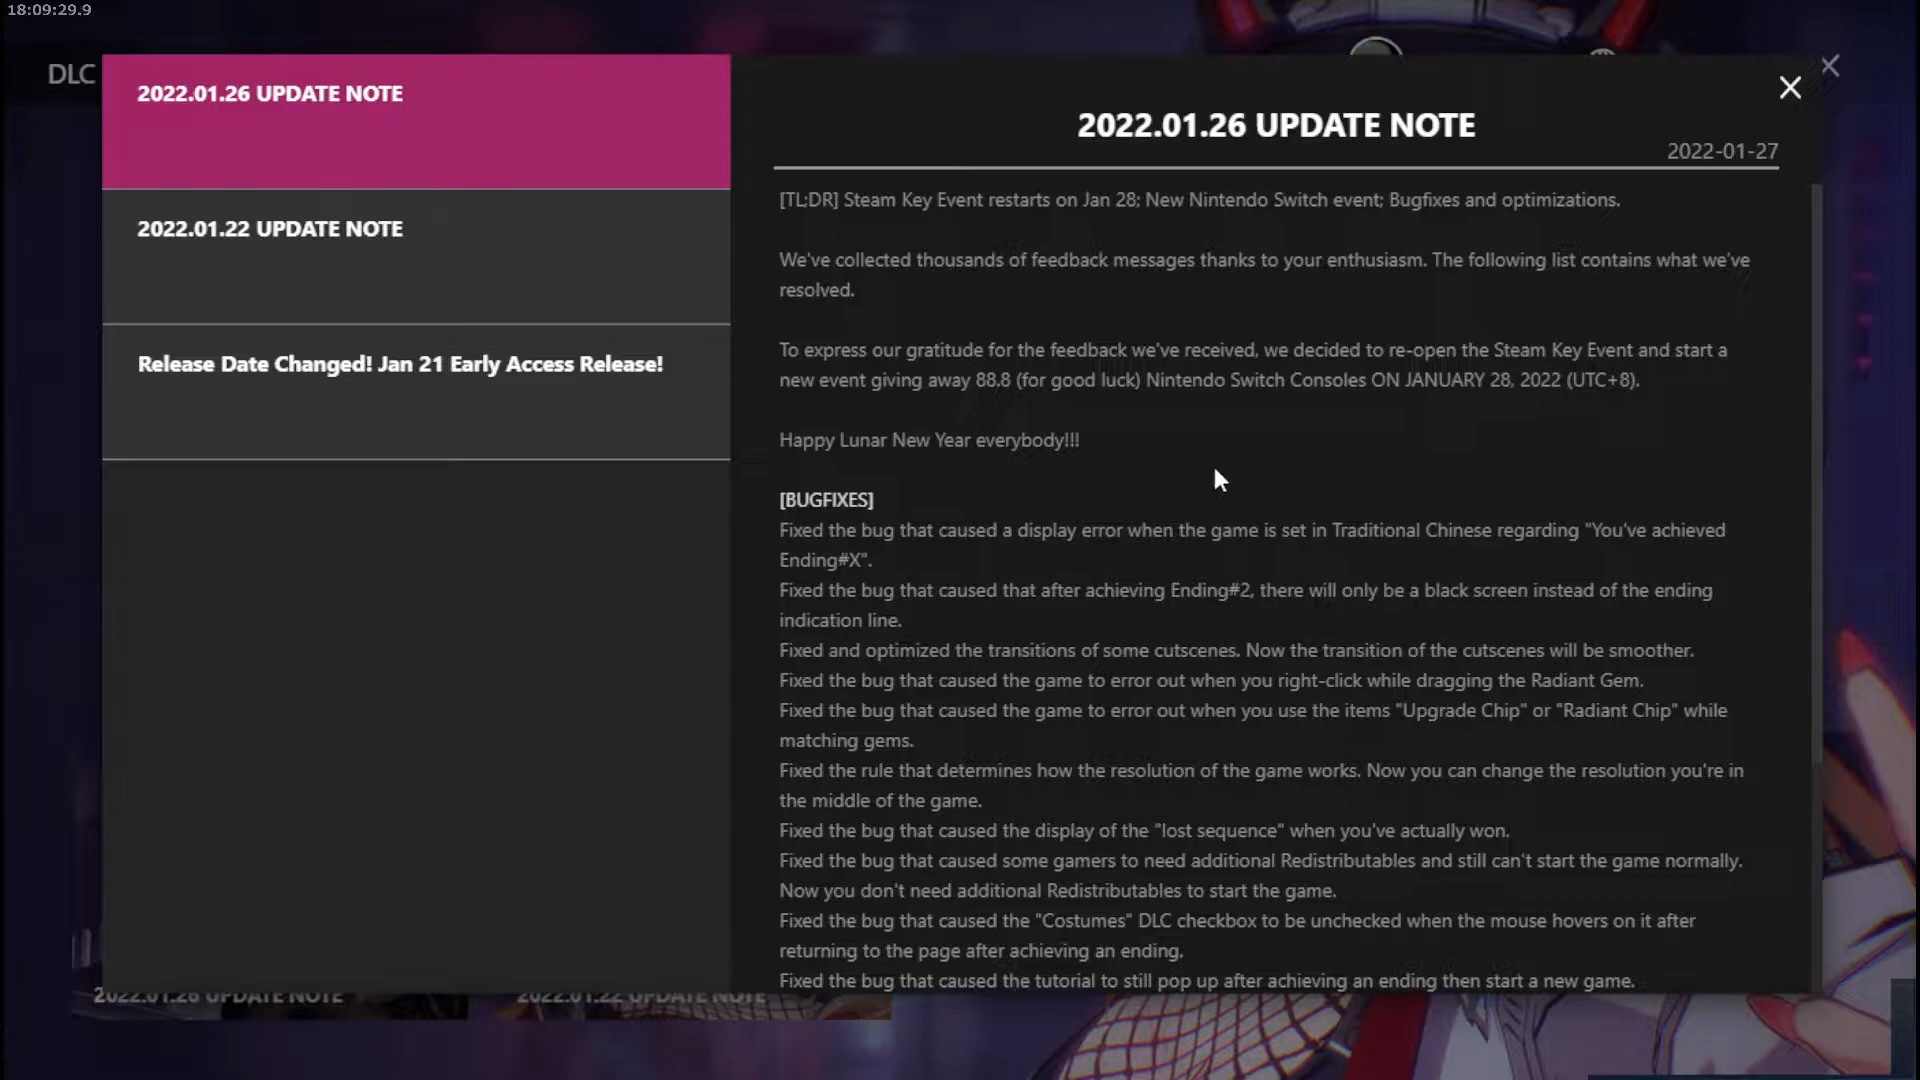 18:09:29.9
DLC
2022.01.26 UPDATE NOTE
2022.01.22 UPDATE NOTE
Release Date Changed! Jan 21 Early Access Release!
2022.01.26 UPDATE NOTE
2022-01-27
[TL;DR] Steam Key Event restarts on Jan 28; New Nintendo Switch event; Bugfixes and optimizations.
We've collected thousands of feedback messages thanks to your enthusiasm. The following list contains what we've
resolved.
To express our gratitude for the feedback we've received, we decided to re-open the Steam Key Event and start a
new event giving away 88.8 (for good luck) Nintendo Switch Consoles ON JANUARY 28, 2022 (UTC+8).
Happy Lunar New Year everybody!!!
[BUGFIXES]
Fixed the bug that caused a display error when the game is set in Traditional Chinese regarding "You've achieved
Ending#X".
Fixed the bug that caused that after achieving Ending#2, there will only be a black screen instead of the ending
indication line.
Fixed and optimized the transitions of some cutscenes. Now the transition of the cutscenes will be smoother.
Fixed the bug that caused the game to error out when you right-click while dragging the Radiant Gem.
Fixed the bug that caused the game to error out when you use the items "Upgrade Chip" or "Radiant Chip" while
matching gems.
Fixed the rule that determines how the resolution of the game works. Now you can change the resolution you're in
the middle of the game.
Fixed the bug that caused the display of the "lost sequence" when you've actually won.
Fixed the bug that caused some gamers to need additional Redistributables and still can't start the game normally.
Now you don't need additional Redistributables to start the game.
Fixed the bug that caused the "Costumes" DLC checkbox to be unchecked when the mouse hovers on it after
returning to the page after achieving an ending.
Fixed the bug that caused the tutorial to still pop up after achieving an ending then start a new game.
2022.01.26 UPDATE NOTE
2022.01.22 UPDATE NOTE